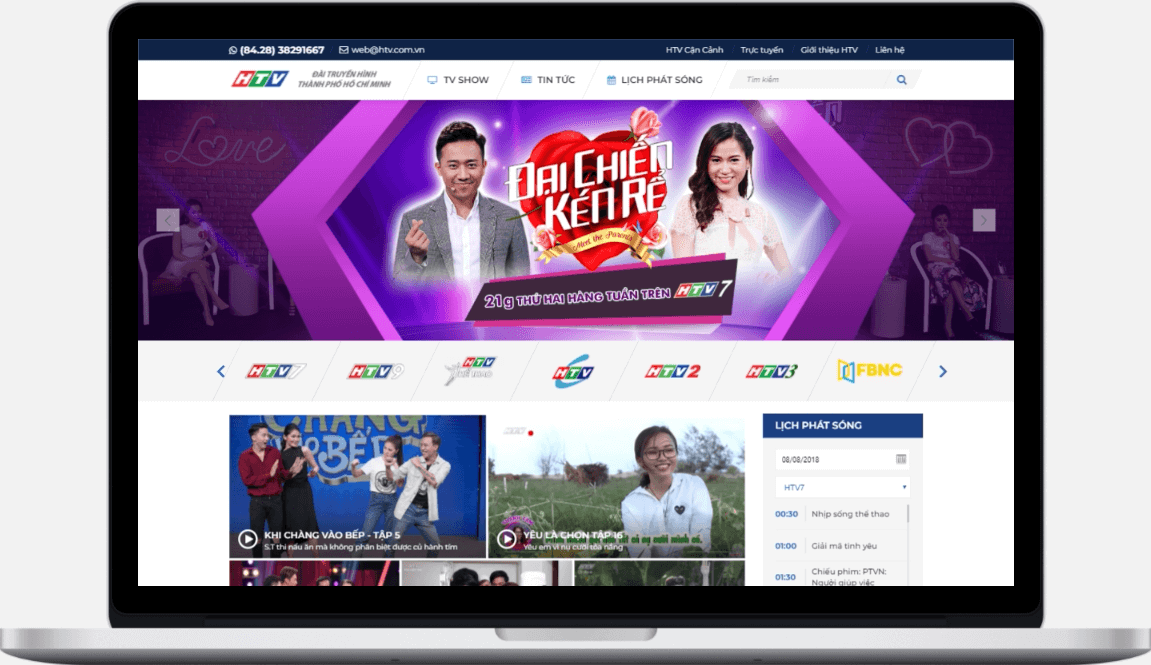 (84.28) 38291667
web@htv.com.vn
HTV Cận Cảnh
Trực tuyến
Giới thiệu HTV
Liên hệ
HTV
ĐÀI TRUYỀN HÌNH
THÀNH PHỐ HỒ CHÍ MINH
TV SHOW
TIN TỨC
LỊCH PHÁT SÓNG
Tìm kiếm
Love
ĐẠI CHIẾN
KÉN RỂ
Meet the Parents
21g THỨ HAI HÀNG TUẦN TRÊN HTV7
HTV7
HTV9
HTV
THỂ THAO
HTV
HTV2
HTV3
FBNC
CHÀNG
VÀO BẾP
KHI CHÀNG VÀO BẾP - TẬP 5
S.T thi nấu ăn mà không phân biệt được củ hành tím
YÊU LÀ CHỌN TẬP 16
Yêu em vì nụ cười tỏa nắng
LỊCH PHÁT SÓNG
08/08/2018
HTV7
00:30 Nhịp sống thể thao
01:00 Giải mã tình yêu
01:30 Chiếu phim: PTVN:
Người giúp việc